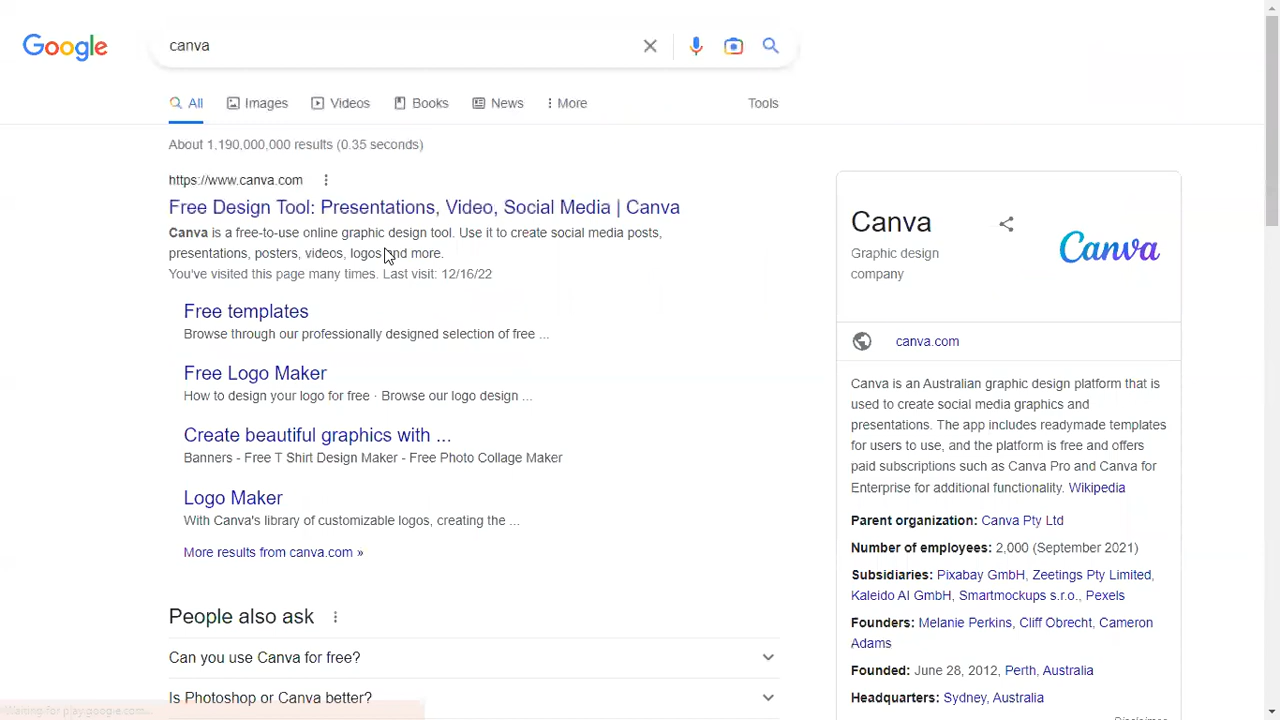 Google
canva
All
Images
Videos
Books
News
More
Tools
About 1,190,000,000 results (0.35 seconds)
https://www.canva.com
Free Design Tool: Presentations, Video, Social Media | Canva
Canva is a free-to-use online graphic design tool. Use it to create social media posts,
presentations, posters, videos, logos and more.
You've visited this page many times. Last visit: 12/16/22
Free templates
Browse through our professionally designed selection of free ...
Free Logo Maker
How to design your logo for free · Browse our logo design ...
Create beautiful graphics with ...
Banners - Free T Shirt Design Maker - Free Photo Collage Maker
Logo Maker
With Canva's library of customizable logos, creating the ...
More results from canva.com »
People also ask
Can you use Canva for free?
Is Photoshop or Canva better?
Waiting for play.google.com...
Canva
Graphic design
company
Canva
canva.com
Canva is an Australian graphic design platform that is
used to create social media graphics and
presentations. The app includes readymade templates
for users to use, and the platform is free and offers
paid subscriptions such as Canva Pro and Canva for
Enterprise for additional functionality. Wikipedia
Parent organization: Canva Pty Ltd
Number of employees: 2,000 (September 2021)
Subsidiaries: Pixabay GmbH, Zeetings Pty Limited,
Kaleido AI GmbH, Smartmockups s.r.o., Pexels
Founders: Melanie Perkins, Cliff Obrecht, Cameron
Adams
Founded: June 28, 2012, Perth, Australia
Headquarters: Sydney, Australia
Disclaimer